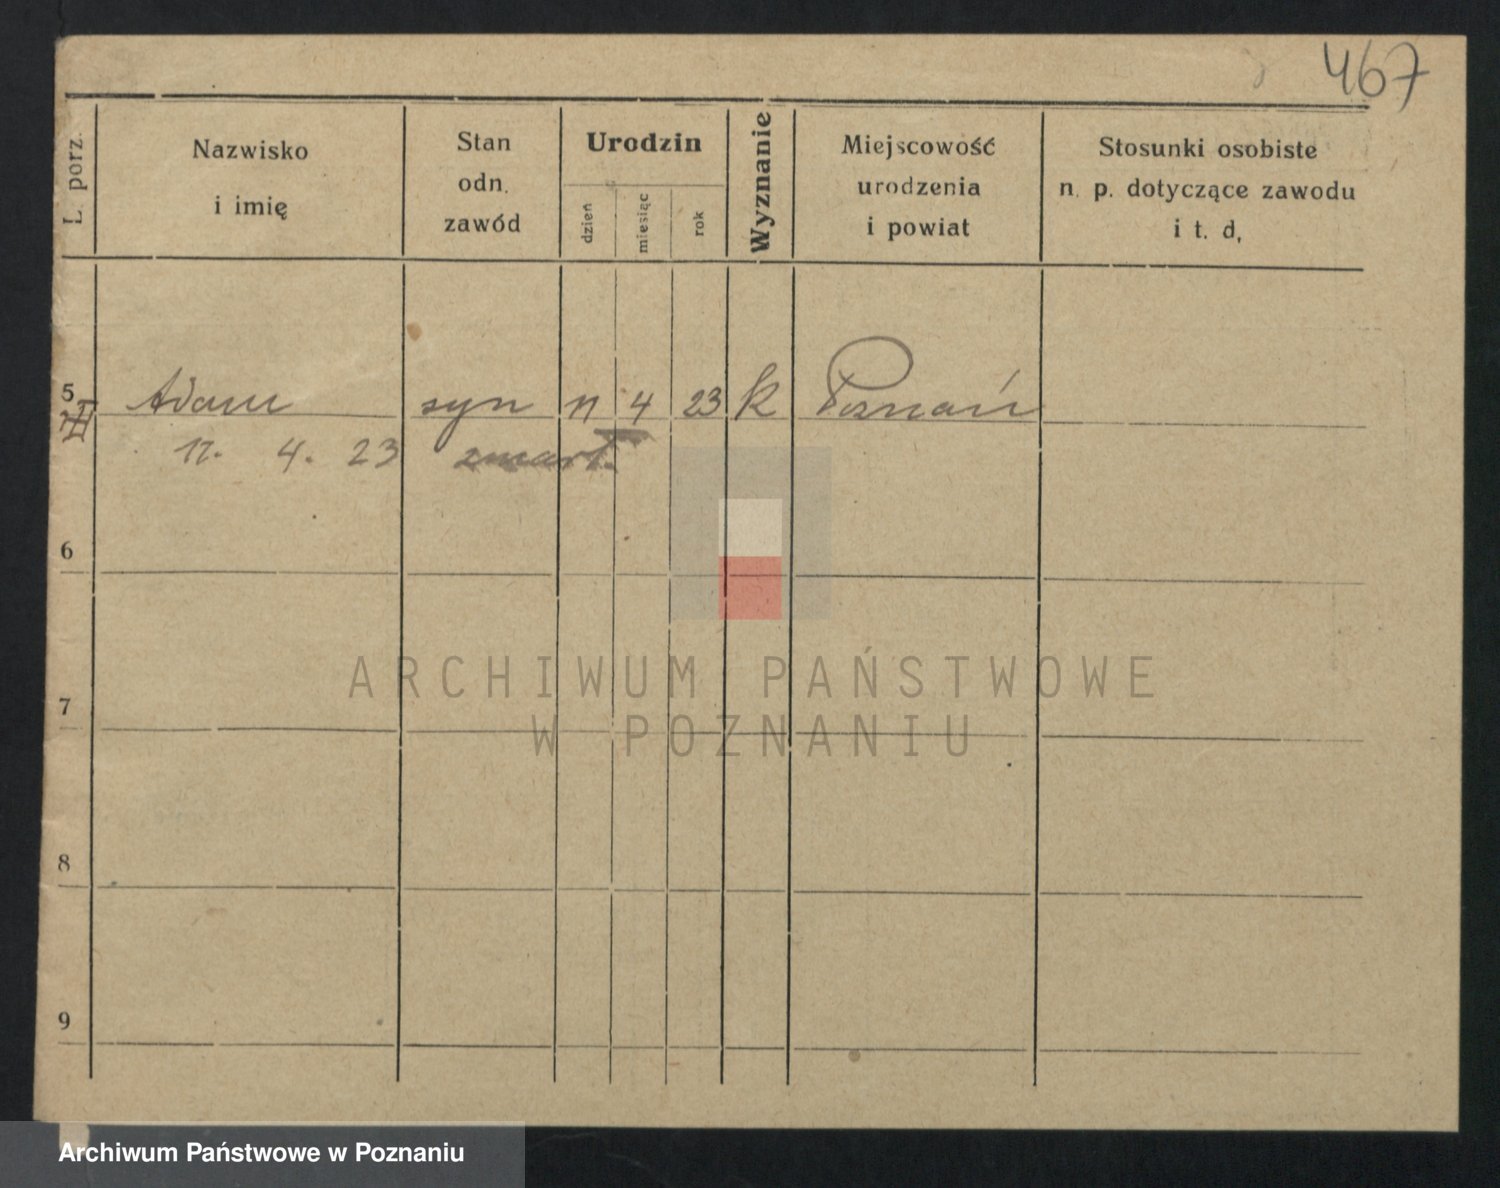 467
L. porz.
Nazwisko
i imię
Stan
odn.
zawód
Urodzin
dzień
miesiąc
rok
Wyznanie
Miejscowość
urodzenia
i powiat
Stosunki osobiste
n. p. dotyczące zawodu
i t. d,
5 Adam syn 11 4 23 k Poznań
4. 23 zmarł.
6
ARCHIWUM PAŃSTWOWE
W POZNANIU
7
8
9
Archiwum Państwowe w Poznaniu